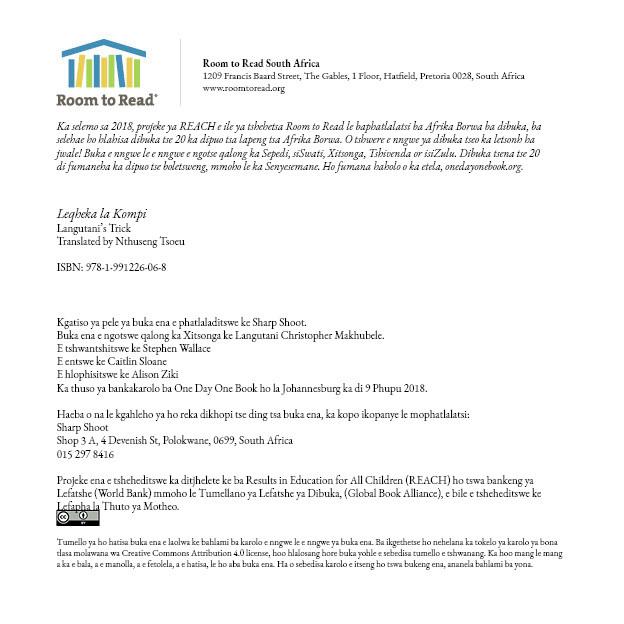 Room to Read®
Room to Read South Africa
1209 Francis Baard Street, The Gables, 1 Floor, Hatfield, Pretoria 0028, South Africa
www.roomtoread.org
Ka selemo sa 2018, projeke ya REACH e ile ya tshehetsa Room to Read le baphatlalatsi ba Afrika Borwa ba dibuka, ba
selehae ho hlahisa dibuka tse 20 ka dipuo tsa lapeng tsa Afrika Borwa. O tshwere e nngwe ya dibuka tseo ka letsonh ha
jwale! Buka e nngwe le e nngwe e ngotse qalong ka Sepedi, siSwati, Xitsonga, Tshivenda or isiZulu. Dibuka tsena tse 20
di fumaneha ka dipuo tse boletsweng, mmoho le ka Senyesemane. Ho fumana haholo o ka etela, onedayonebook.org.
Leqheka la Kompi
Langutani's Trick
Translated by Nthuseng Tsoeu
ISBN: 978-1-991226-06-8
Kgatiso ya pele ya buka ena e phatlaladitswe ke Sharp Shoot.
Buka ena e ngotswe qalong ka Xitsonga ke Langutani Christopher Makhubele.
E tshwantshitswe ke Stephen Wallace
E entswe ke Caitlin Sloane
E hlophisitswe ke Alison Ziki
Ka thuso ya bankakarolo ba One Day One Book ho la Johannesburg ka di 9 Phupu 2018.
Haeba o na le kgahleho ya ho reka dikhopi tse ding tsa buka ena, ka kopo ikopanye le mophatlalatsi:
Sharp Shoot
Shop 3 A, 4 Devenish St, Polokwane, 0699, South Africa
015 297 8416
Projeke ena e tsheheditswe ka ditjhelete ke ba Results in Education for All Children (REACH) ho tswa bankeng ya
Lefatshe (World Bank) mmoho le Tumellano ya Lefatshe ya Dibuka, (Global Book Alliance), e bile e tsheheditswe ke
Lefapha la Thuto ya Motheo.
cc BY
Tumello ya ho hatisa buka ena e laolwa ke bahlami ba karolo e nngwe le e nngwe ya buka ena. Ba ikgethetse ho nehelana ka tokelo ya karolo ya bona
tlasa molawana wa Creative Commons Attribution 4.0 license, hoo hlalosang hore buka yohle e sebedisa tumello e tshwanang. Ka hoo mang le mang
a ka e bala, a e manolla, a e fetolela, a e hatisa, le ho aba buka ena. Ha o sebedisa karolo e itseng ho tswa bukeng ena, ananela bahlami ba yona.